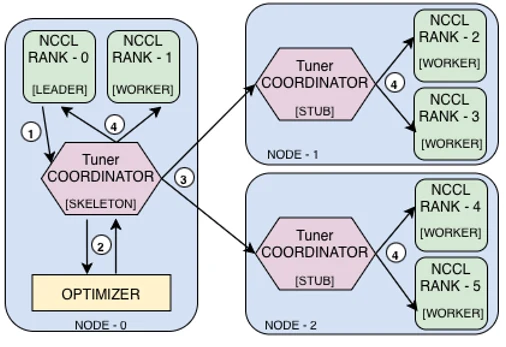 NCCL
RANK - 0
[LEADER]
NCCL
RANK - 1
[WORKER]
1
4
Tuner
COORDINATOR
[SKELETON]
3
2
OPTIMIZER
NODE - 0
Tuner
COORDINATOR
[STUB]
4
NCCL
RANK - 2
[WORKER]
NCCL
RANK - 3
[WORKER]
NODE - 1
Tuner
COORDINATOR
[STUB]
4
NCCL
RANK - 4
[WORKER]
NCCL
RANK - 5
[WORKER]
NODE - 2